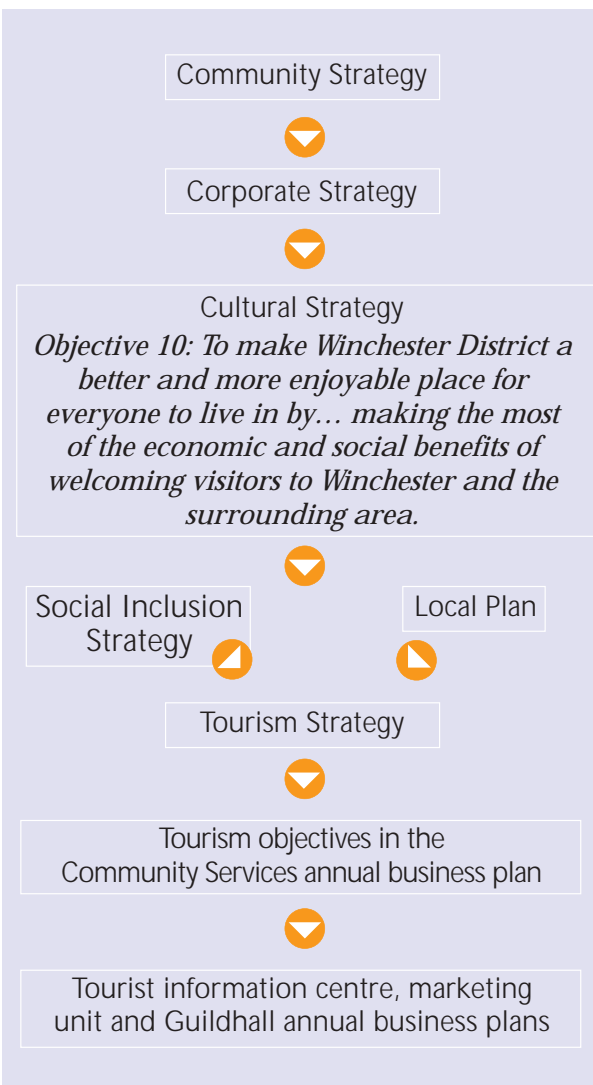 Community Strategy
Corporate Strategy
Cultural Strategy
Objective 10: To make Winchester District a
better and more enjoyable place for
everyone to live in by… making the most
of the economic and social benefits of
welcoming visitors to Winchester and the
surrounding area.
Social Inclusion
Strategy
Local Plan
Tourism Strategy
Tourism objectives in the
Community Services annual business plan
Tourist information centre, marketing
unit and Guildhall annual business plans